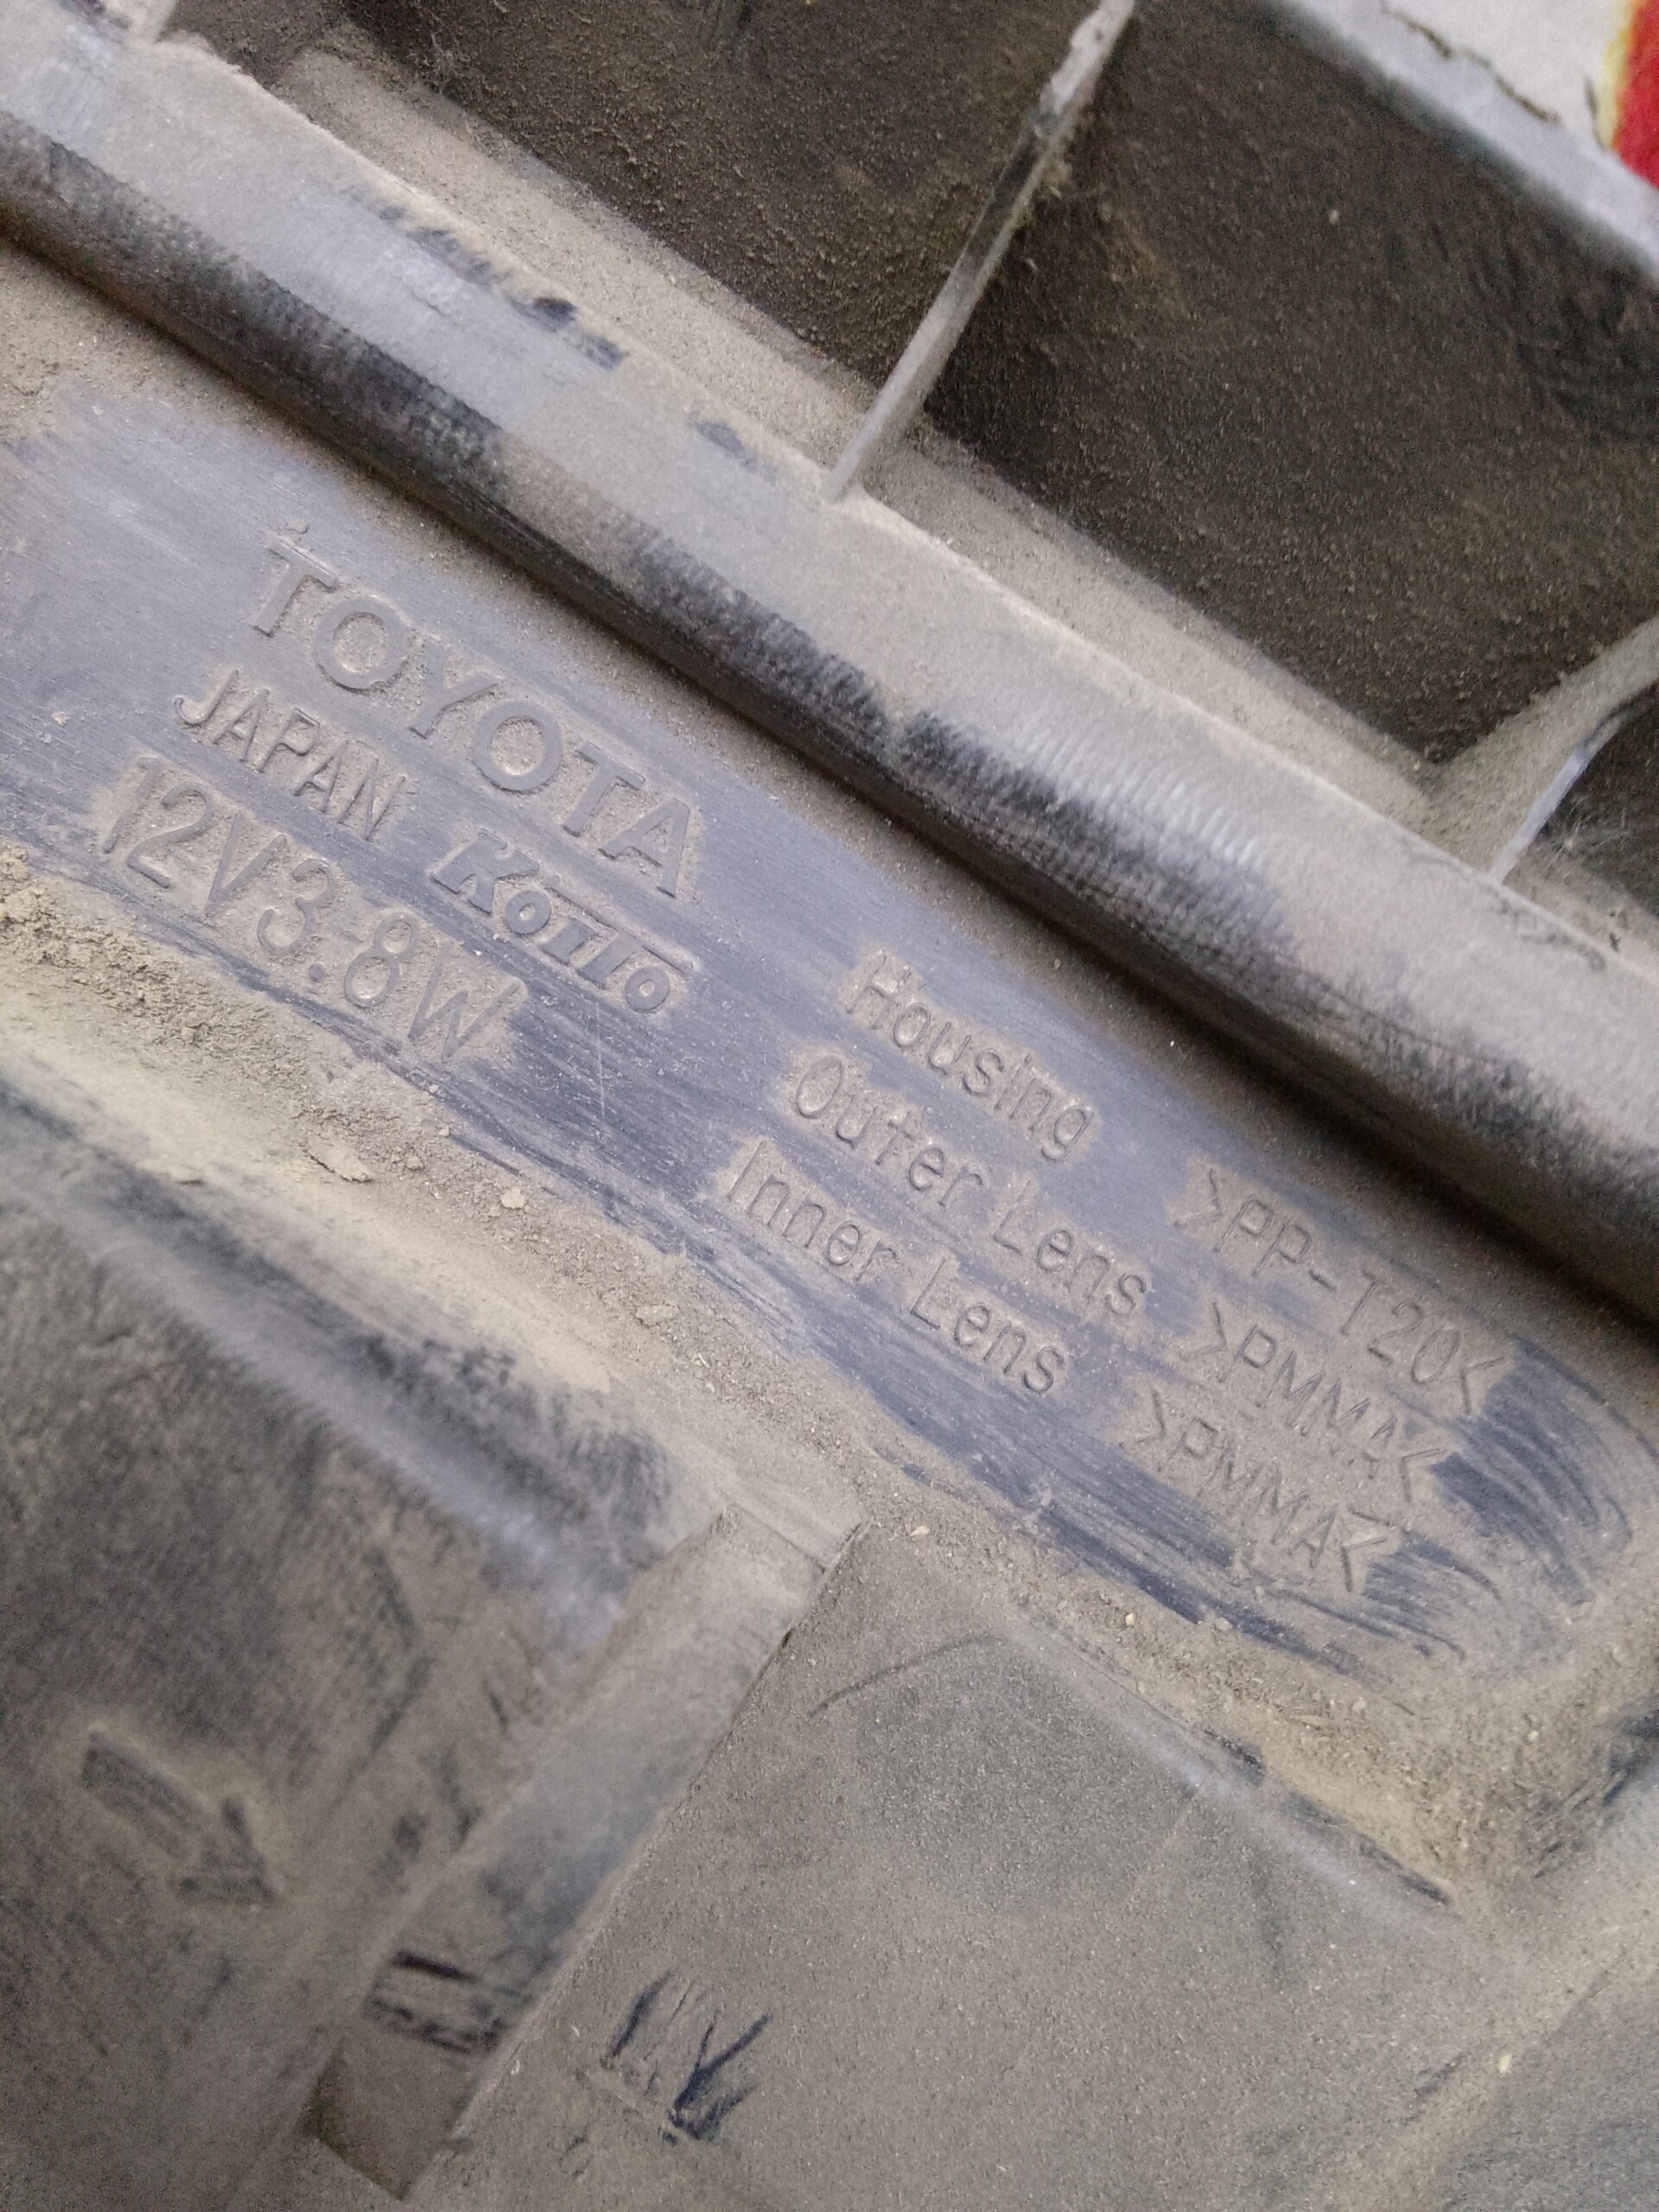 TOYOTA
JAPAN KOITO
12V3.8W
Housing >PP-T20<
Outer Lens >PMMA<
Inner Lens >PMMA<